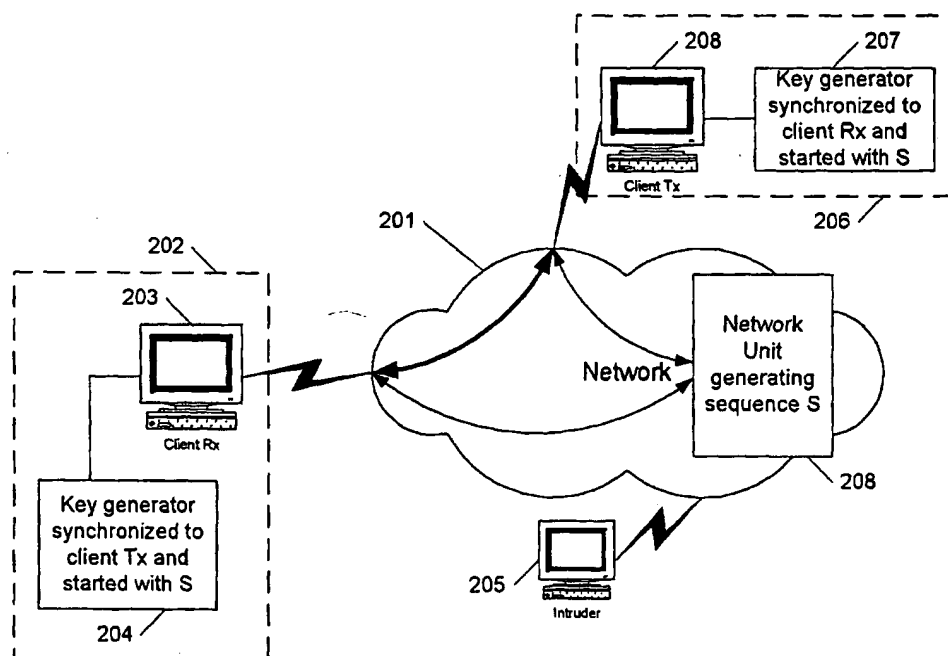 208
207
Key generator
synchronized to
client Rx and
started with S
Client Tx
206
201
202
203
Network
Unit
generating
sequence S
Network
Client Rx
208
Key generator
synchronized to
client Tx and
started with S
204
205
Intruder